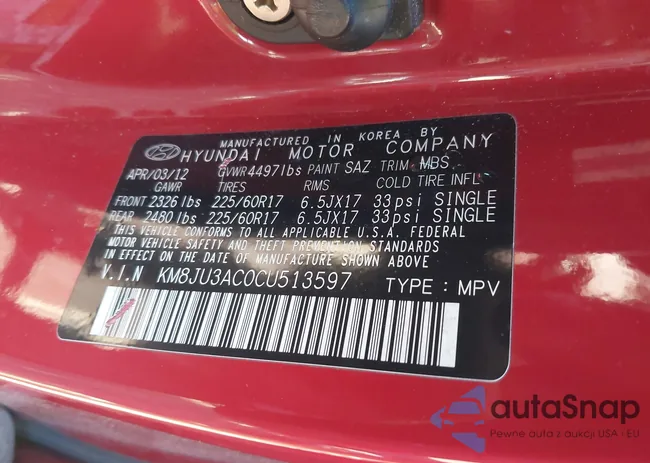 MANUFACTURED IN KOREA BY
HYUNDAI MOTOR COMPANY
APR/03/12 GVWR 4497lbs PAINT SAZ TRIM MBS.
GAWR TIRES RIMS COLD TIRE INFL
FRONT 2326 lbs 225/60R17 6.5JX17 33psi SINGLE
REAR 2480 lbs 225/60R17 6.5JX17 33psi SINGLE
THIS VEHICLE CONFORMS TO ALL APPLICABLE U.S.A. FEDERAL
MOTOR VEHICLE SAFETY AND THEFT PREVENTION STANDARDS
IN EFFECT ON THE DATE OF MANUFACTURE SHOWN ABOVE
V.I.N KM8JU3AC0CU513597 TYPE : MPV
autaSnap
Pewne auta z aukcji USA - EU